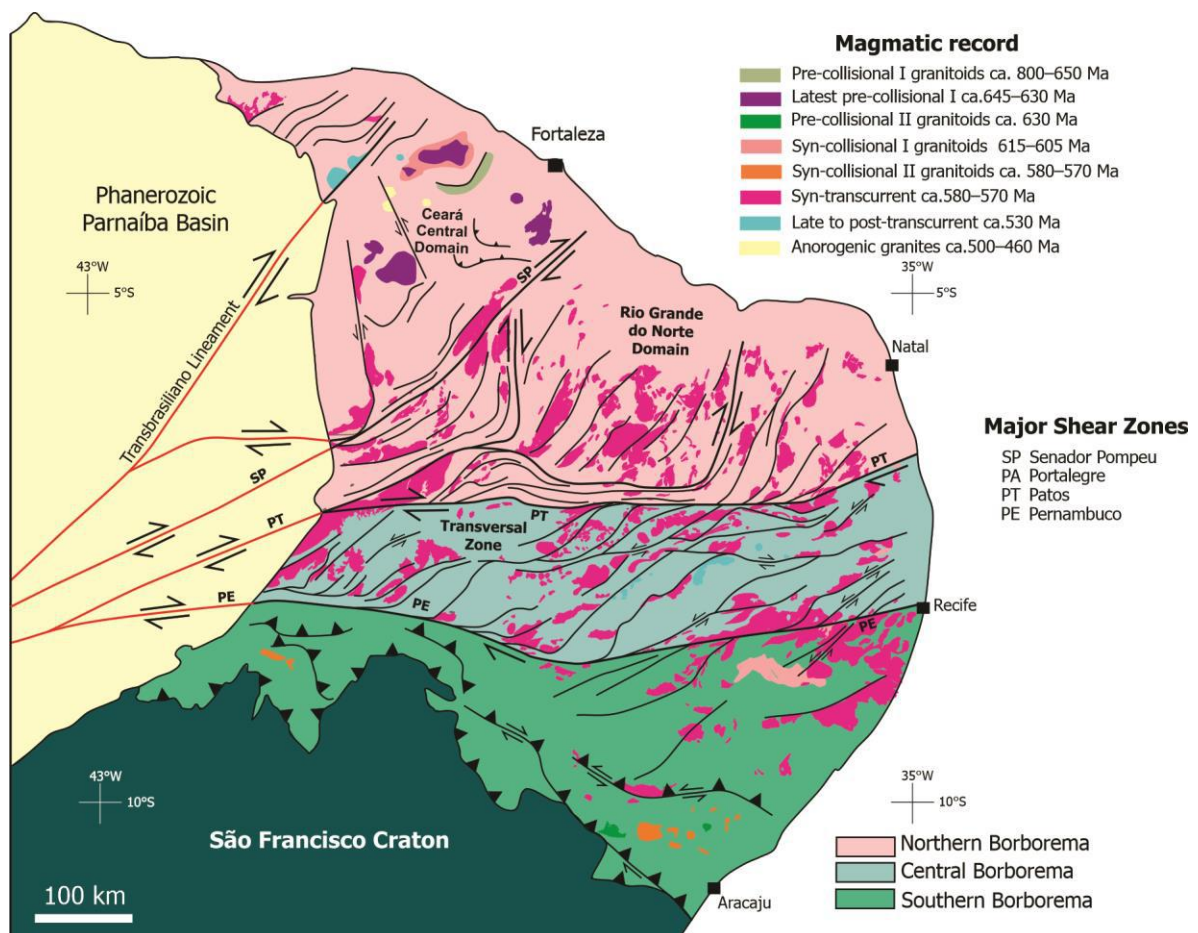 Magmatic record
Pre-collisional I granitoids ca. 800–650 Ma
Latest pre-collisional I ca.645–630 Ma
Pre-collisional II granitoids ca. 630 Ma
Syn-collisional I granitoids 615–605 Ma
Syn-collisional II granitoids ca. 580–570 Ma
Syn-transcurrent ca.580–570 Ma
Late to post-transcurrent ca.530 Ma
Anorogenic granites ca.500–460 Ma
Fortaleza
Phanerozoic
Parnaíba Basin
Ceará
Central
Domain
43°W
5°S
35°W
5°S
SP
Rio Grande
do Norte
Domain
Natal
Transbrasiliano Lineament
Major Shear Zones
SP Senador Pompeu
PA Portalegre
PT Patos
PE Pernambuco
SP
PT
PT
PT
Transversal
Zone
PE
PE
PE
Recife
43°W
10°S
35°W
10°S
São Francisco Craton
Northern Borborema
Central Borborema
Southern Borborema
100 km
Aracaju